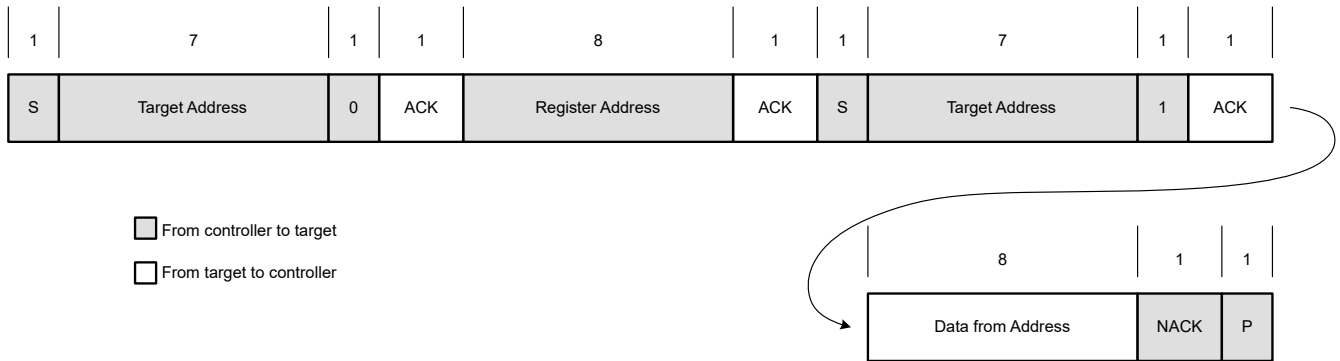 1 7 1 1 8 1 1 7 1 1
S Target Address 0 ACK Register Address ACK S Target Address 1 ACK
From controller to target
From target to controller
8 1 1
Data from Address NACK P